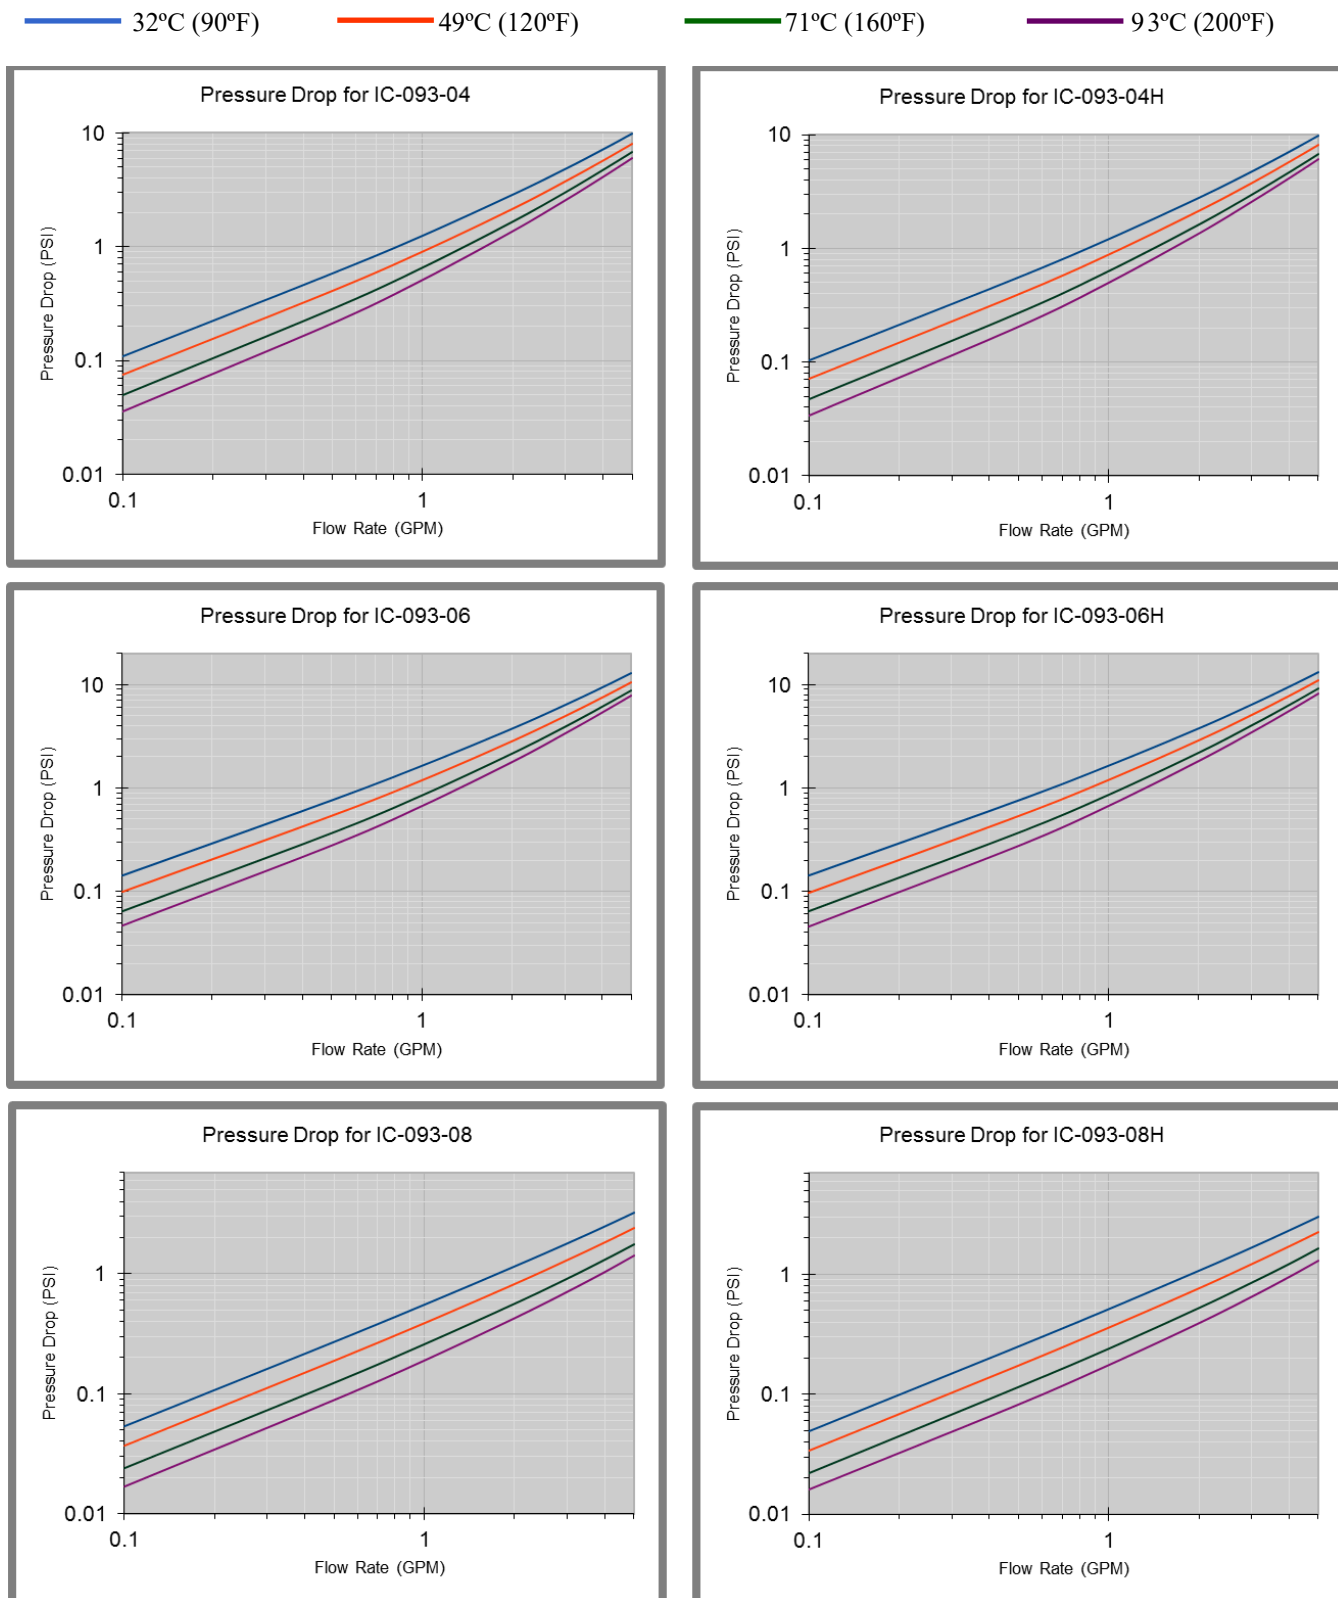 32ºC (90ºF) 49ºC (120ºF) 71ºC (160ºF) 93ºC (200ºF)
Pressure Drop for IC-093-04
10
1
0.1
0.01
0.1 1
Pressure Drop (PSI)
Flow Rate (GPM)
Pressure Drop for IC-093-04H
10
1
0.1
0.01
0.1 1
Pressure Drop (PSI)
Flow Rate (GPM)
Pressure Drop for IC-093-06
10
1
0.1
0.01
0.1 1
Pressure Drop (PSI)
Flow Rate (GPM)
Pressure Drop for IC-093-06H
10
1
0.1
0.01
0.1 1
Pressure Drop (PSI)
Flow Rate (GPM)
Pressure Drop for IC-093-08
1
0.1
0.01
0.1 1
Pressure Drop (PSI)
Flow Rate (GPM)
Pressure Drop for IC-093-08H
1
0.1
0.01
0.1 1
Pressure Drop (PSI)
Flow Rate (GPM)